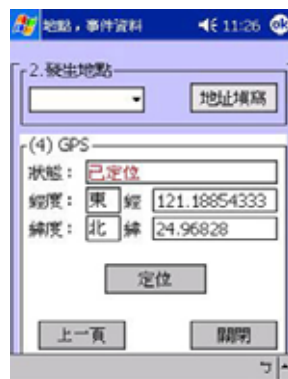 地點，事件資料 11:26 ok
2.發生地點
地址填寫
(4) GPS
狀態： 已定位
經度： 東 經 121.18854333
緯度： 北 緯 24.96828
定位
上一頁 關閉